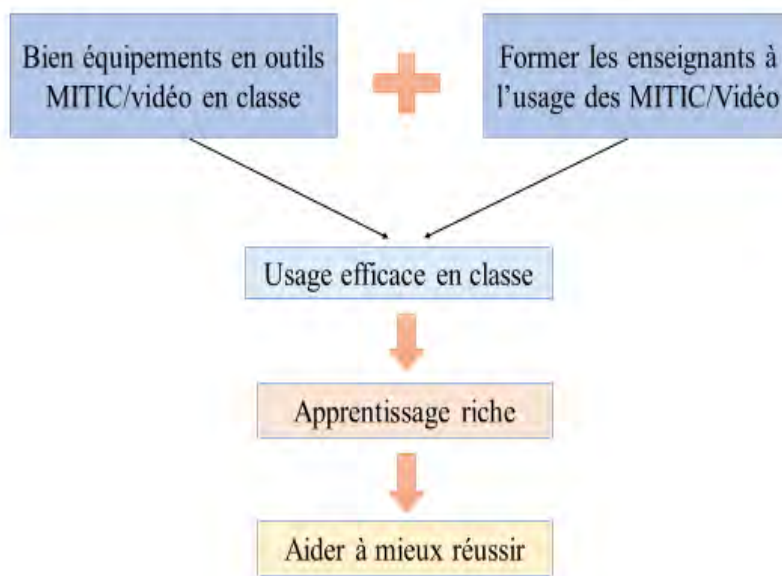 Bien équipements en outils
MITIC/vidéo en classe
Former les enseignants à
l'usage des MITIC/Vidéo
Usage efficace en classe
Apprentissage riche
Aider à mieux réussir